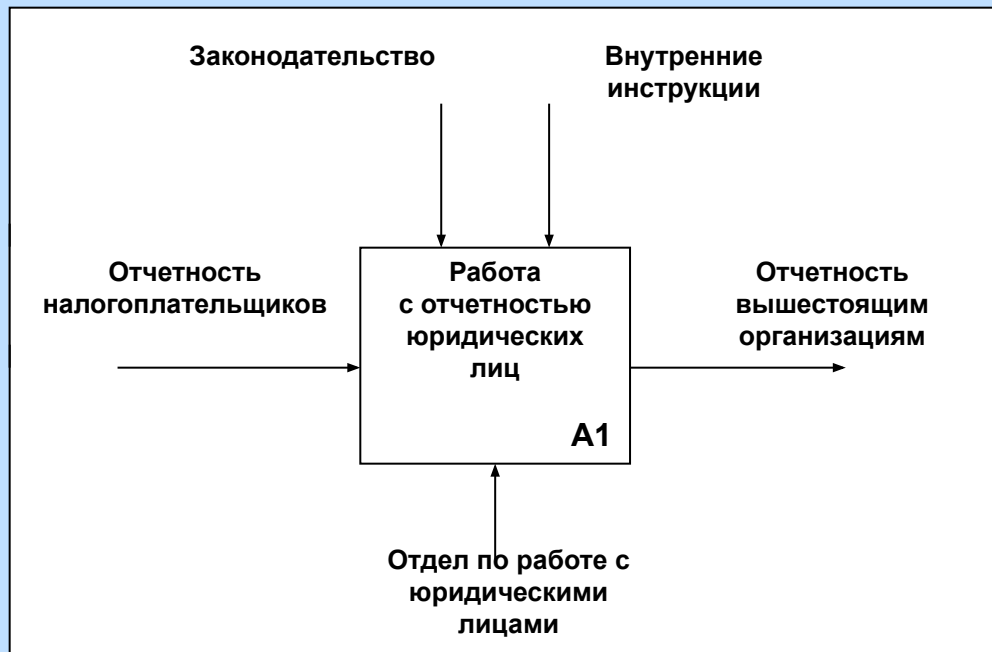 Законодательство
Внутренние
инструкции
Отчетность
налогоплательщиков
Работа
с отчетностью
юридических
лиц
А1
Отчетность
вышестоящим
организациям
Отдел по работе с
юридическими
лицами